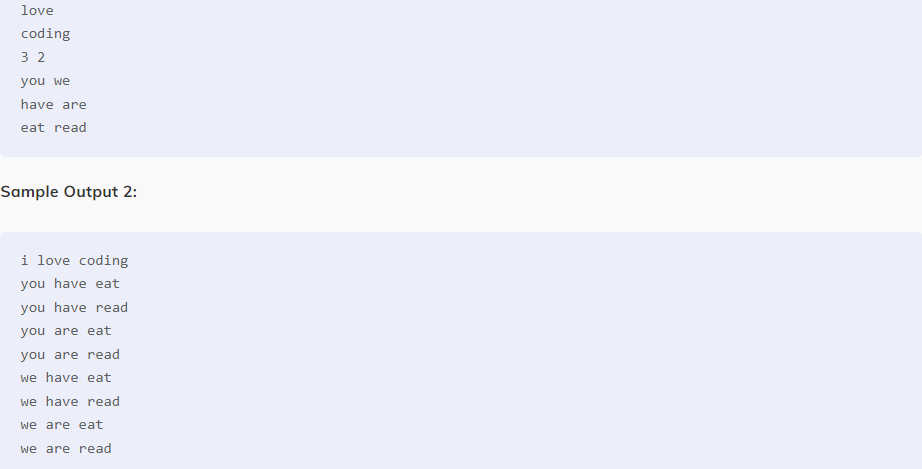 love
coding
3 2
you we
have are
eat read
Sample Output 2:
i love coding
you have eat
you have read
you are eat
you are read
we have eat
we have read
we are eat
we are read